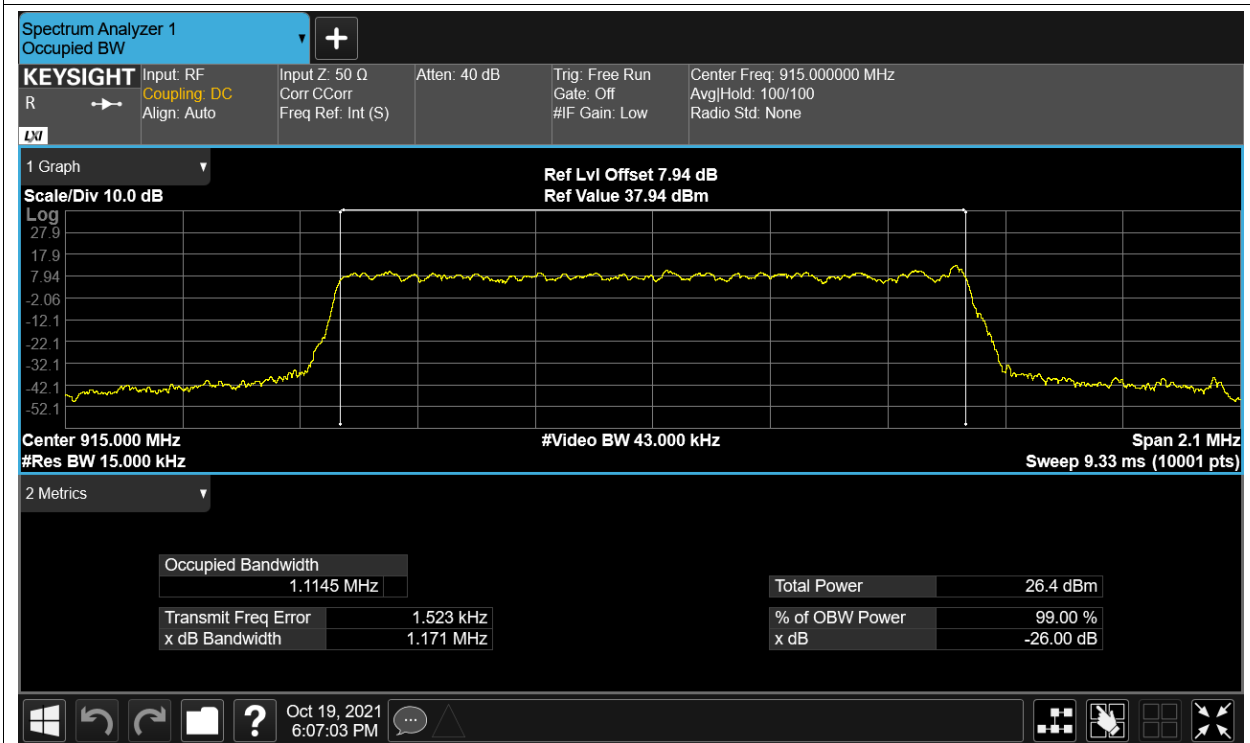 Spectrum Analyzer 1
Occupied BW
KEYSIGHT
R
LXI
Input: RF
Coupling: DC
Align: Auto
Input Z: 50 Ω
Corr CCorr
Freq Ref: Int (S)
Atten: 40 dB
Trig: Free Run
Gate: Off
#IF Gain: Low
Center Freq: 915.000000 MHz
Avg|Hold: 100/100
Radio Std: None
1 Graph
Scale/Div 10.0 dB
Ref Lvl Offset 7.94 dB
Ref Value 37.94 dBm
Log
27.9
17.9
7.94
-2.06
-12.1
-22.1
-32.1
-42.1
-52.1
Center 915.000 MHz
#Video BW 43.000 kHz
Span 2.1 MHz
#Res BW 15.000 kHz
Sweep 9.33 ms (10001 pts)
2 Metrics
Occupied Bandwidth
1.1145 MHz
Transmit Freq Error 1.523 kHz
x dB Bandwidth 1.171 MHz
Total Power 26.4 dBm
% of OBW Power 99.00 %
x dB -26.00 dB
?
Oct 19, 2021
6:07:03 PM